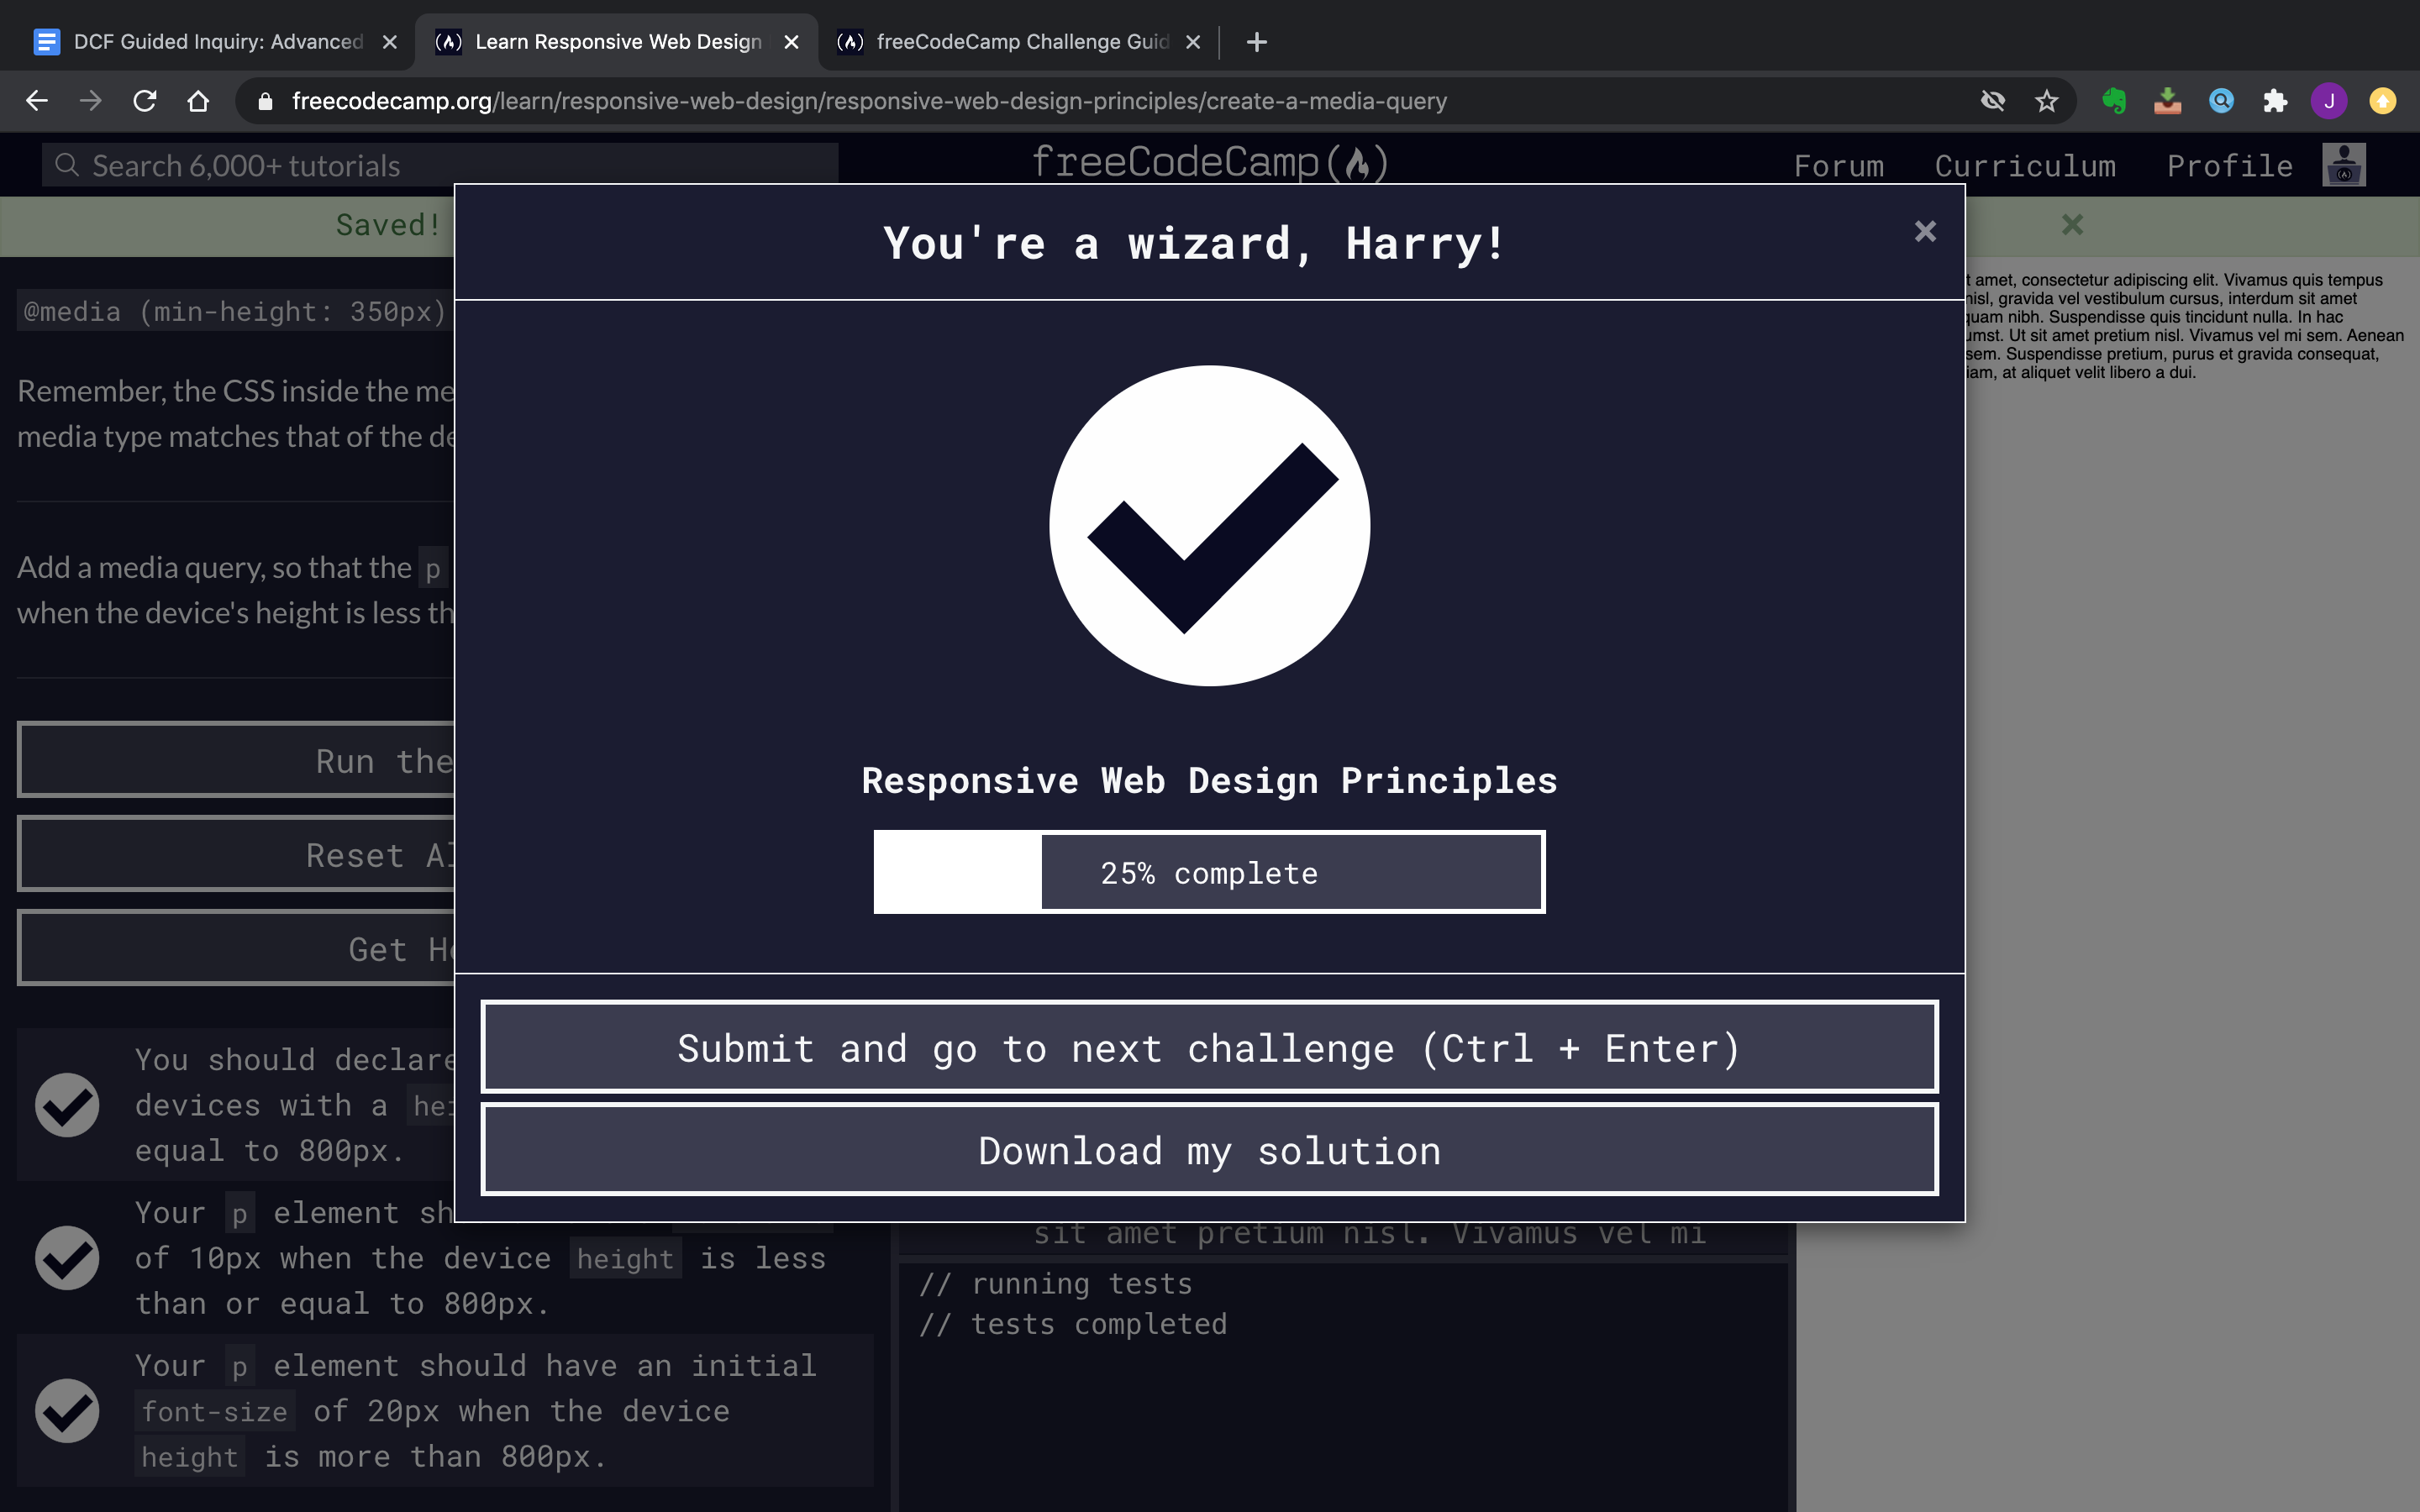 DCF Guided Inquiry: Advanced
Learn Responsive Web Design
freeCodeCamp Challenge Guid
freecodecamp.org/learn/responsive-web-design/responsive-web-design-principles/create-a-media-query
J
Search 6,000+ tutorials
freeCodeCamp
Forum
Curriculum
Profile
Saved!
@media (min-height: 350px)
Remember, the CSS inside the me
media type matches that of the de
Add a media query, so that the p
when the device's height is less th
Run the
Reset Al
Get He
You should declare
devices with a hei
equal to 800px.
Your p element sh
of 10px when the device height is less
than or equal to 800px.
Your p element should have an initial
font-size of 20px when the device
height is more than 800px.
You're a wizard, Harry!
Responsive Web Design Principles
25% complete
Submit and go to next challenge (Ctrl + Enter)
Download my solution
sit amet pretium nisl. Vivamus vel mi
// running tests
// tests completed
t amet, consectetur adipiscing elit. Vivamus quis tempus
nisl, gravida vel vestibulum cursus, interdum sit amet
quam nibh. Suspendisse quis tincidunt nulla. In hac
umst. Ut sit amet pretium nisl. Vivamus vel mi sem. Aenean
sem. Suspendisse pretium, purus et gravida consequat,
iam, at aliquet velit libero a dui.